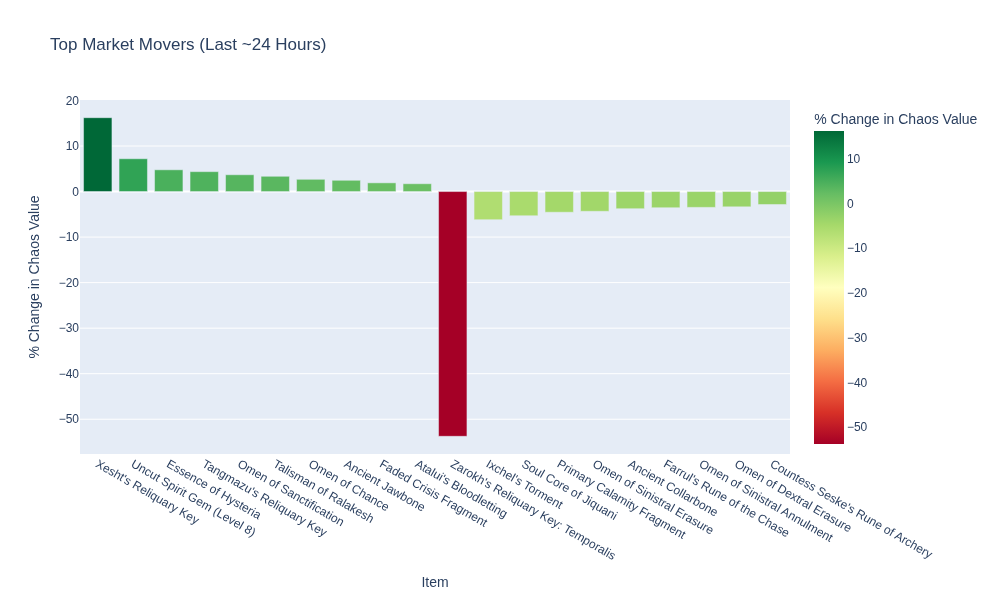 Top Market Movers (Last ~24 Hours)
% Change in Chaos Value
20
10
0
−10
−20
−30
−40
−50
% Change in Chaos Value
10
0
−10
−20
−30
−40
−50
Xesht's Reliquary Key
Uncut Spirit Gem (Level 8)
Essence of Hysteria
Tangmazu's Reliquary Key
Omen of Sanctification
Talisman of Ralakesh
Omen of Chance
Ancient Jawbone
Faded Crisis Fragment
Atalui's Bloodletting
Zarokh's Reliquary Key: Temporalis
Ixchel's Torment
Soul Core of Jiquani
Primary Calamity Fragment
Omen of Sinistral Erasure
Ancient Collarbone
Farrul's Rune of the Chase
Omen of Sinistral Annulment
Omen of Dextral Erasure
Countess Seske's Rune of Archery
Item